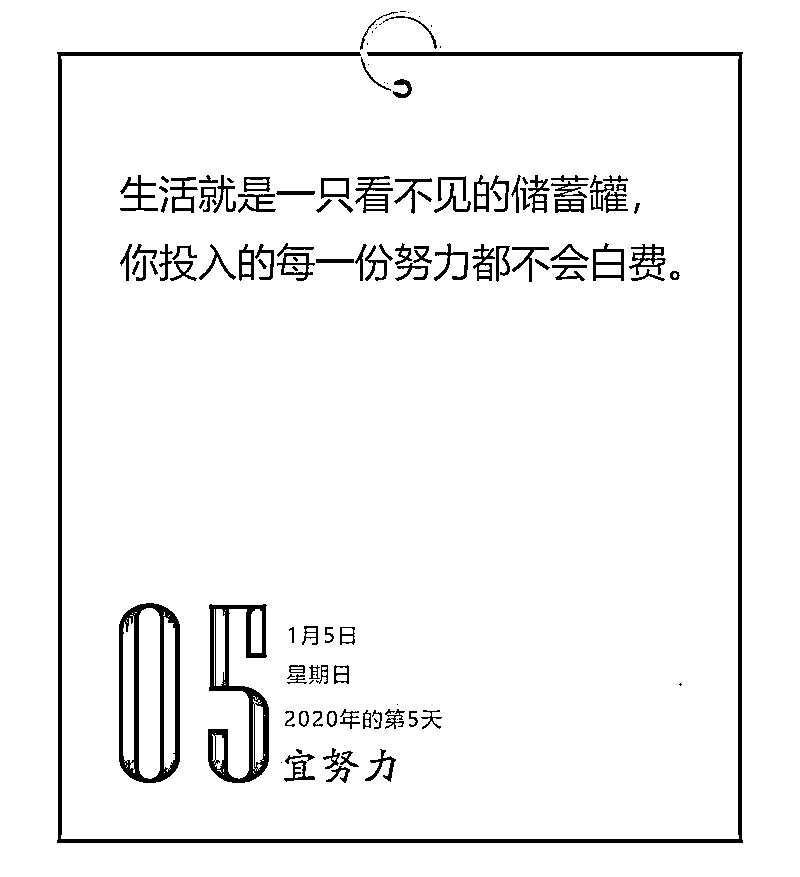 生活就是一只看不见的储蓄罐，
你投入的每一份努力都不会白费。
05
1月5日
星期日
2020年的第5天
宜努力